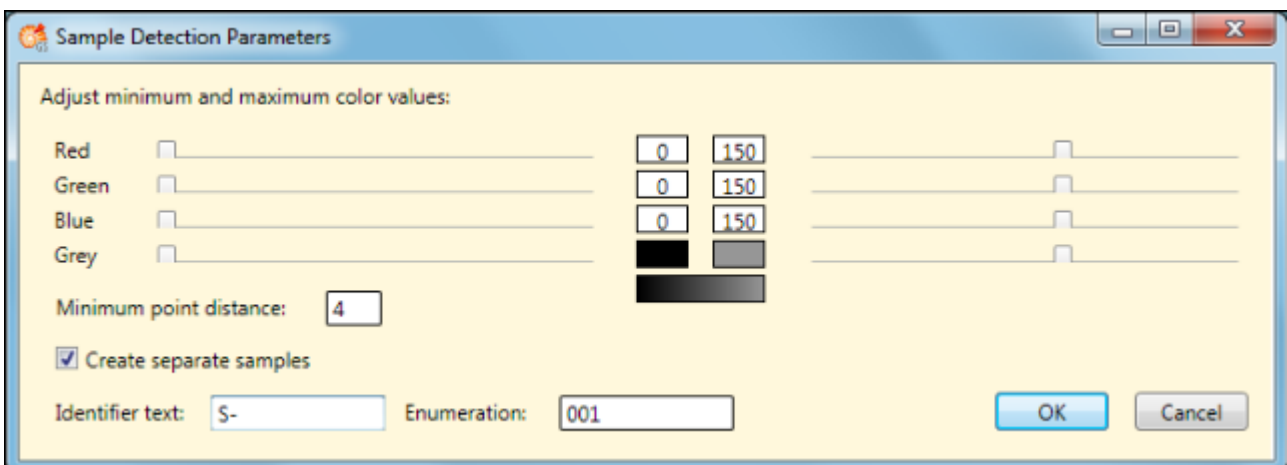 Sample Detection Parameters
Adjust minimum and maximum color values:
Red 0 150
Green 0 150
Blue 0 150
Grey
Minimum point distance: 4
Create separate samples
Identifier text: S- Enumeration: 001 OK Cancel